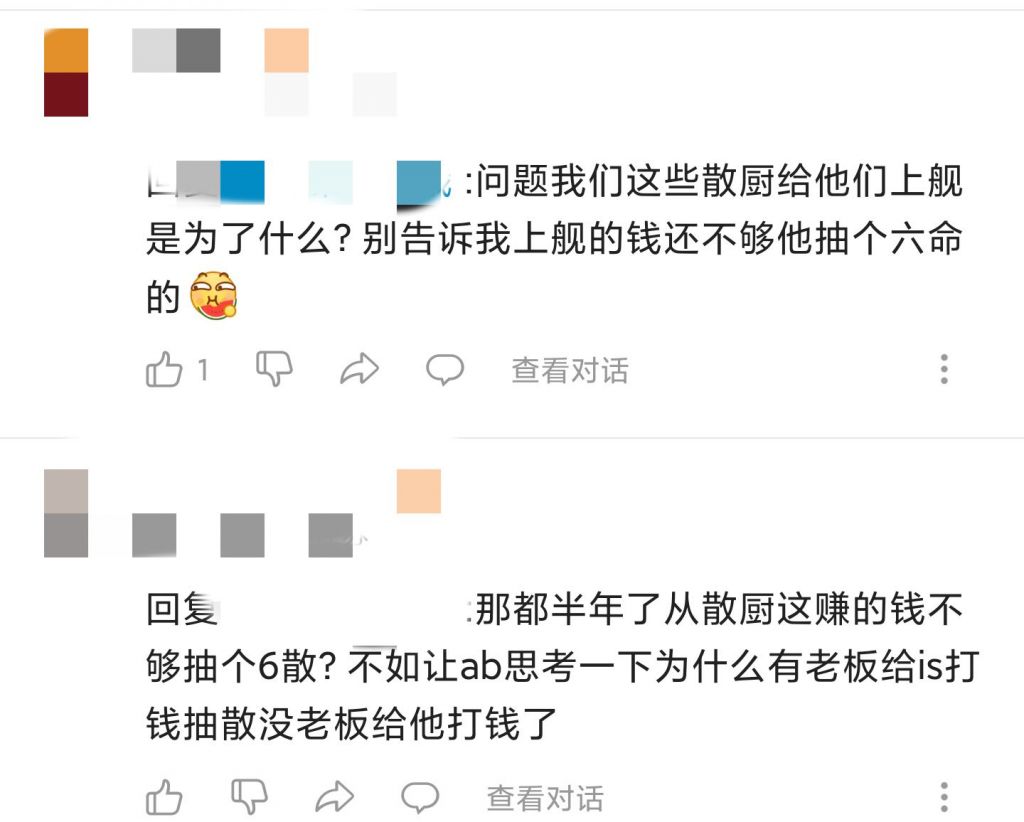 :问题我们这些散厨给他们上舰
是为了什么? 别告诉我上舰的钱还不够他抽个六命
的
1 查看对话
回复 :那都半年了从散厨这赚的钱不
够抽个6散? 不如让ab思考一下为什么有老板给is打
钱抽散没老板给他打钱了
查看对话